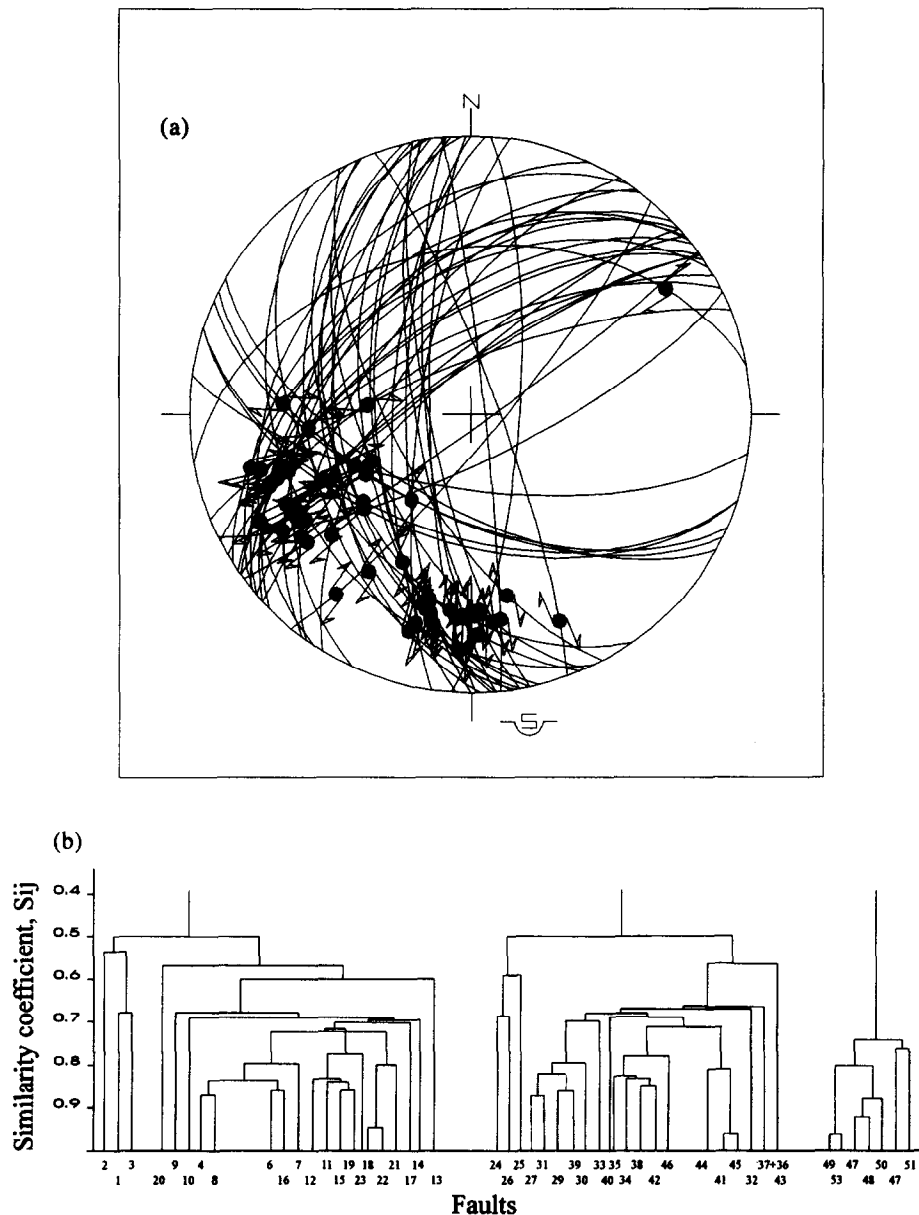 (a)
N
S
(b)
Similarity coefficient, Sij
0.4
0.5
0.6
0.7
0.8
0.9
2 3 9 4 6 7 11 19 18 21 14 24 25 31 39 33 35 38 46 44 45 37+36 49 47 50 51
1 20 10 8 16 12 15 23 22 17 13 26 27 29 30 40 34 42 41 32 43 53 48 47
Faults